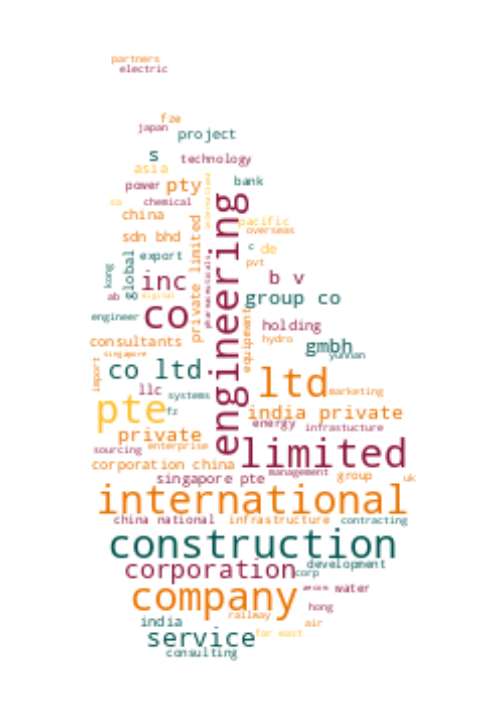 partners
electric
fze
japan
project
s
technology
asia
power
pty
bank
sa
chemical
china
pacific
overseas
sdn bhd
private limited
engineering
c
de
export
global
pvt
kong
inc
pharmaceuticals
b v
ab
digital
group co
co
engineer
equipment
holding
consultants
hydro
gmbh
singapore
yunnan
import
co ltd
ltd
llc
systems
marketing
pte
fz
india private
energy
infrastucture
private
sourcing
enterprise
limited
corporation china
management
singapore pte
group
uk
international
china national
infrastructure
contracting
construction
development
corporation
corp
water
company
hong
railway
india
air
service
far east
consulting